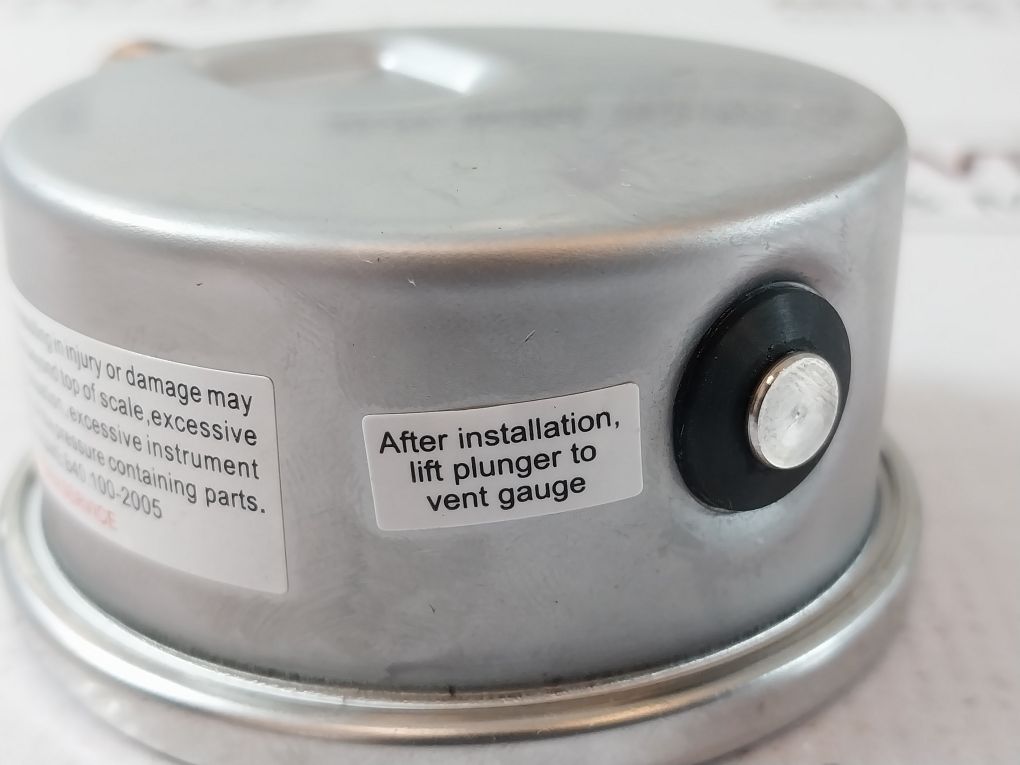 in injury or damage may
top of scale, excessive
excessive instrument
pressure containing parts.
B40 100-2005
After installation,
lift plunger to
vent gauge